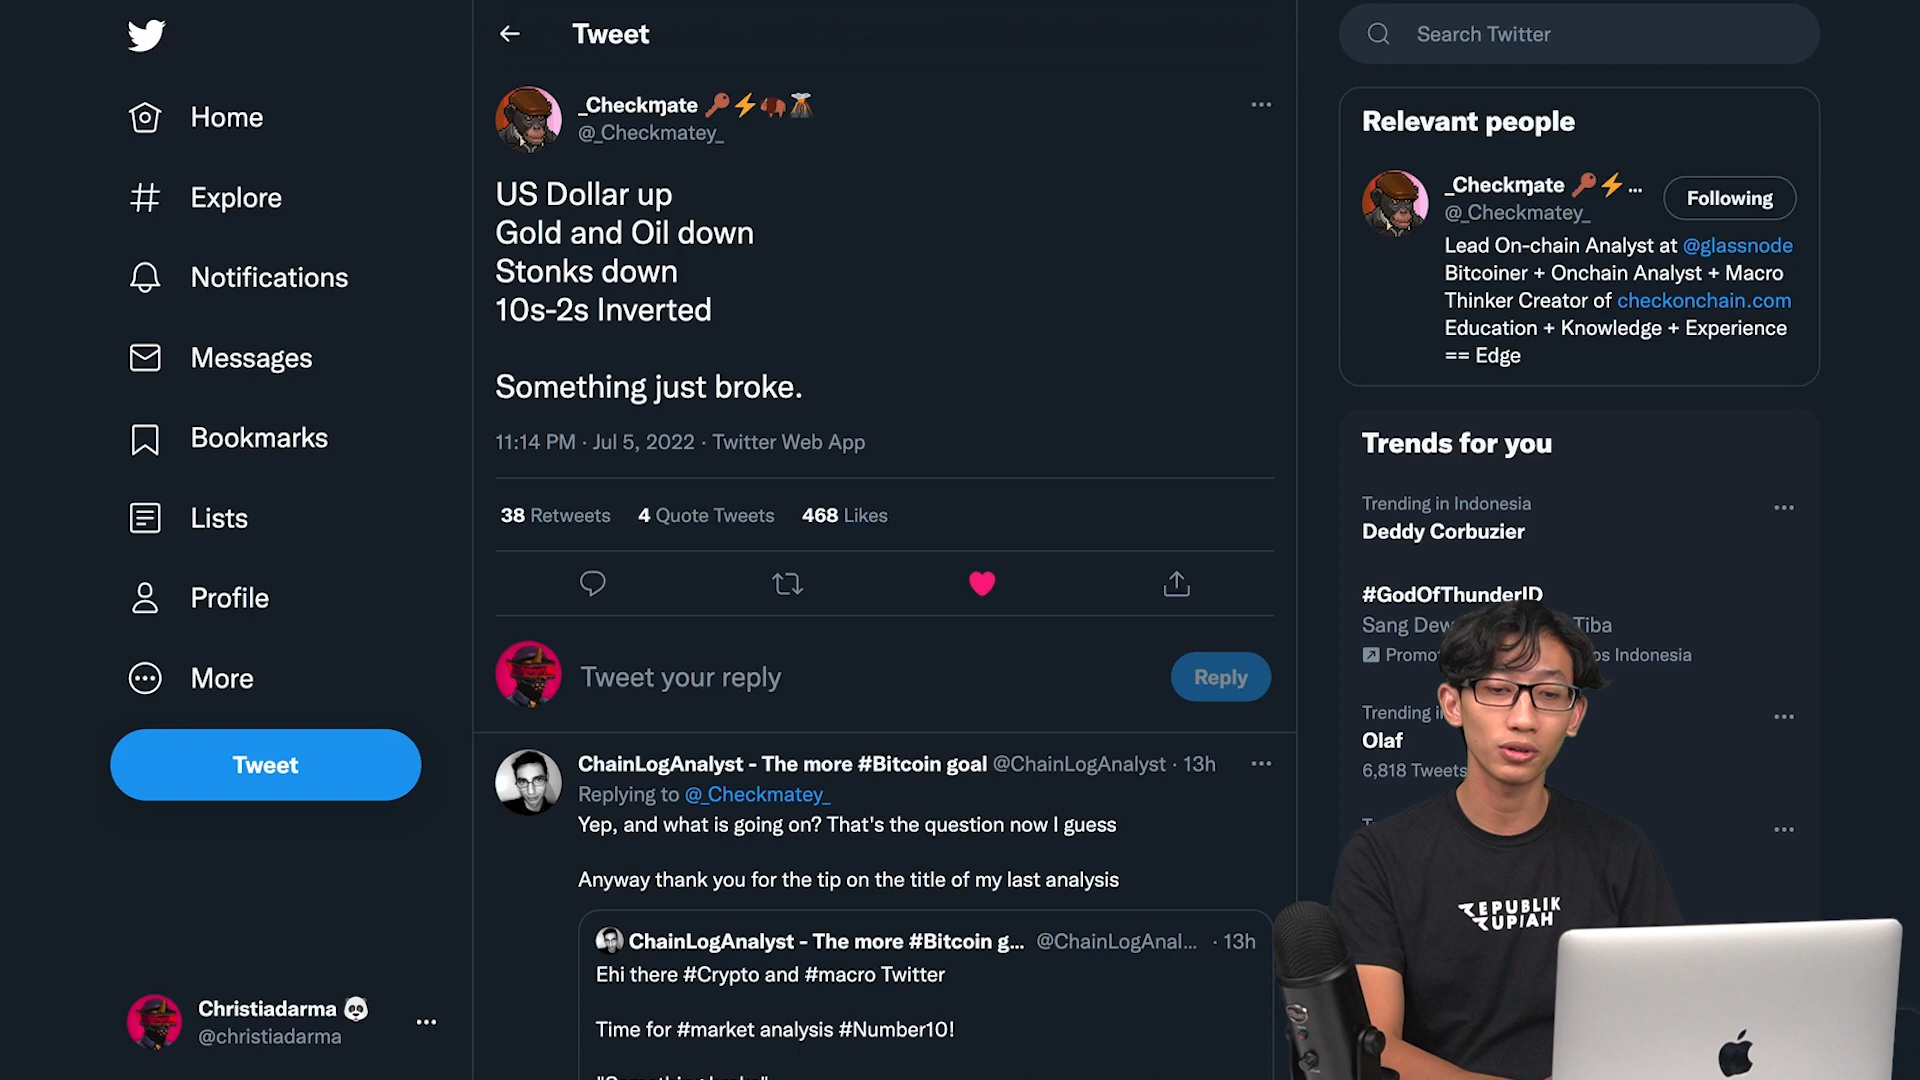 Home
Explore
Notifications
Messages
Bookmarks
Lists
Profile
More
Tweet
Christiadarma
@christiadarma
Tweet
_Checkɱate
@_Checkmatey_
US Dollar up
Gold and Oil down
Stonks down
10s-2s Inverted
Something just broke.
11:14 PM · Jul 5, 2022 · Twitter Web App
38 Retweets 4 Quote Tweets 468 Likes
Tweet your reply
Reply
ChainLogAnalyst - The more #Bitcoin goal @ChainLogAnalyst · 13h
Replying to @_Checkmatey_
Yep, and what is going on? That's the question now I guess
Anyway thank you for the tip on the title of my last analysis
ChainLogAnalyst - The more #Bitcoin g... @ChainLogAnal... · 13h
Ehi there #Crypto and #macro Twitter
Time for #market analysis #Number10!
Search Twitter
Relevant people
_Checkɱate ...
@_Checkmatey_
Following
Lead On-chain Analyst at @glassnode
Bitcoiner + Onchain Analyst + Macro
Thinker Creator of checkonchain.com
Education + Knowledge + Experience
== Edge
Trends for you
Trending in Indonesia
Deddy Corbuzier
#GodOfThunderID
Sang Tiba
Indonesia
Trending
Olaf
6,818 Tweets
REPUBLIK
RUPIAH